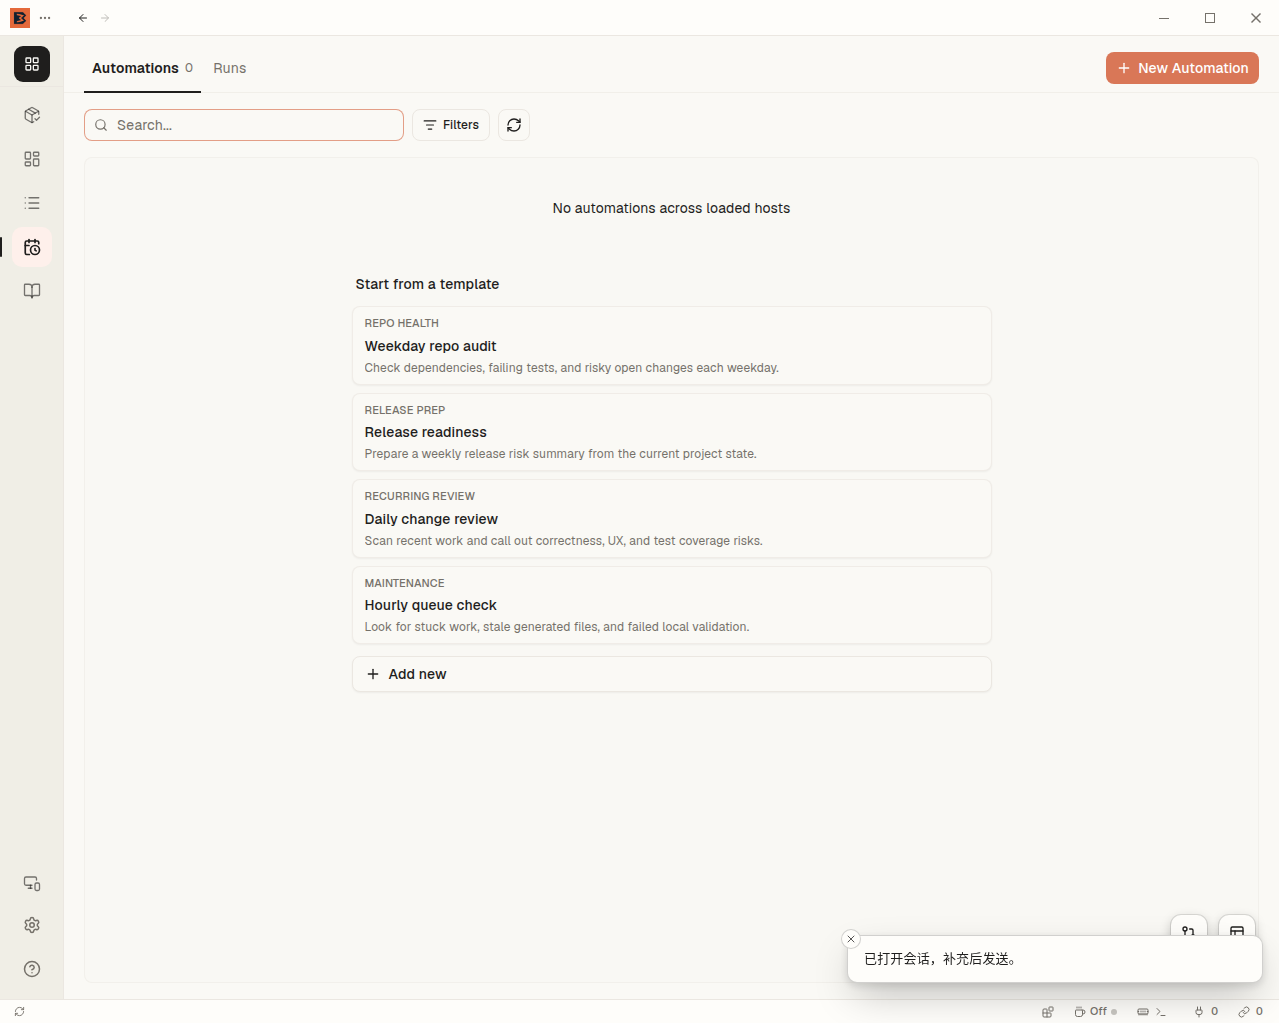 Automations 0
Runs
New Automation
Search...
Filters
No automations across loaded hosts
Start from a template
REPO HEALTH
Weekday repo audit
Check dependencies, failing tests, and risky open changes each weekday.
RELEASE PREP
Release readiness
Prepare a weekly release risk summary from the current project state.
RECURRING REVIEW
Daily change review
Scan recent work and call out correctness, UX, and test coverage risks.
MAINTENANCE
Hourly queue check
Look for stuck work, stale generated files, and failed local validation.
Add new
已打开会话，补充后发送。
Off
0
0